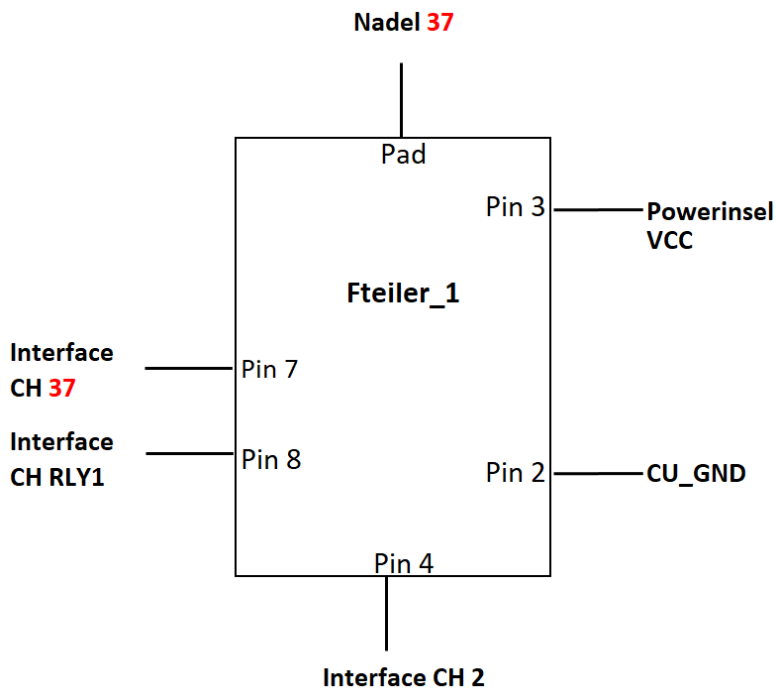 Nadel 37
Pad
Pin 3
Powerinsel
VCC
Fteiler_1
Interface
CH 37
Pin 7
Interface
CH RLY1
Pin 8
Pin 2
CU_GND
Pin 4
Interface CH 2